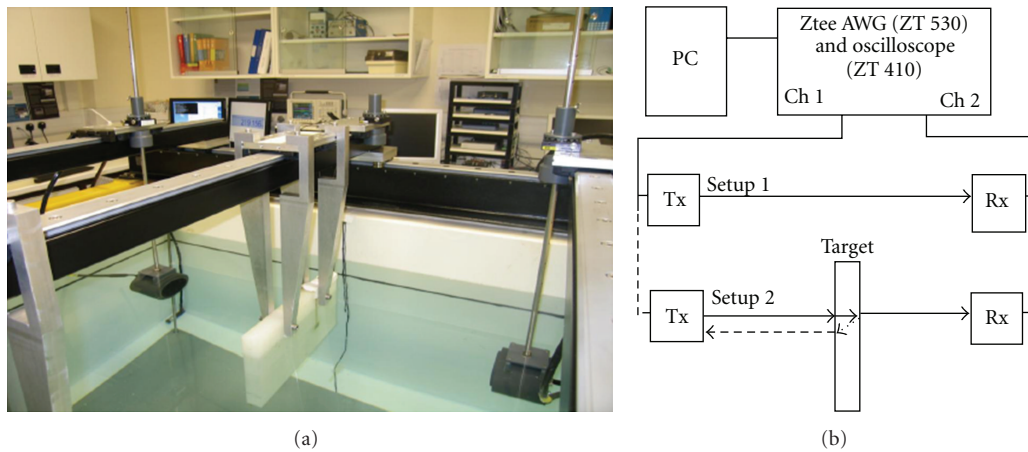 PC
Ztee AWG (ZT 530)
and oscilloscope
(ZT 410)
Ch 1
Ch 2
Tx
Setup 1
Rx
Target
Tx
Setup 2
Rx
(a)
(b)